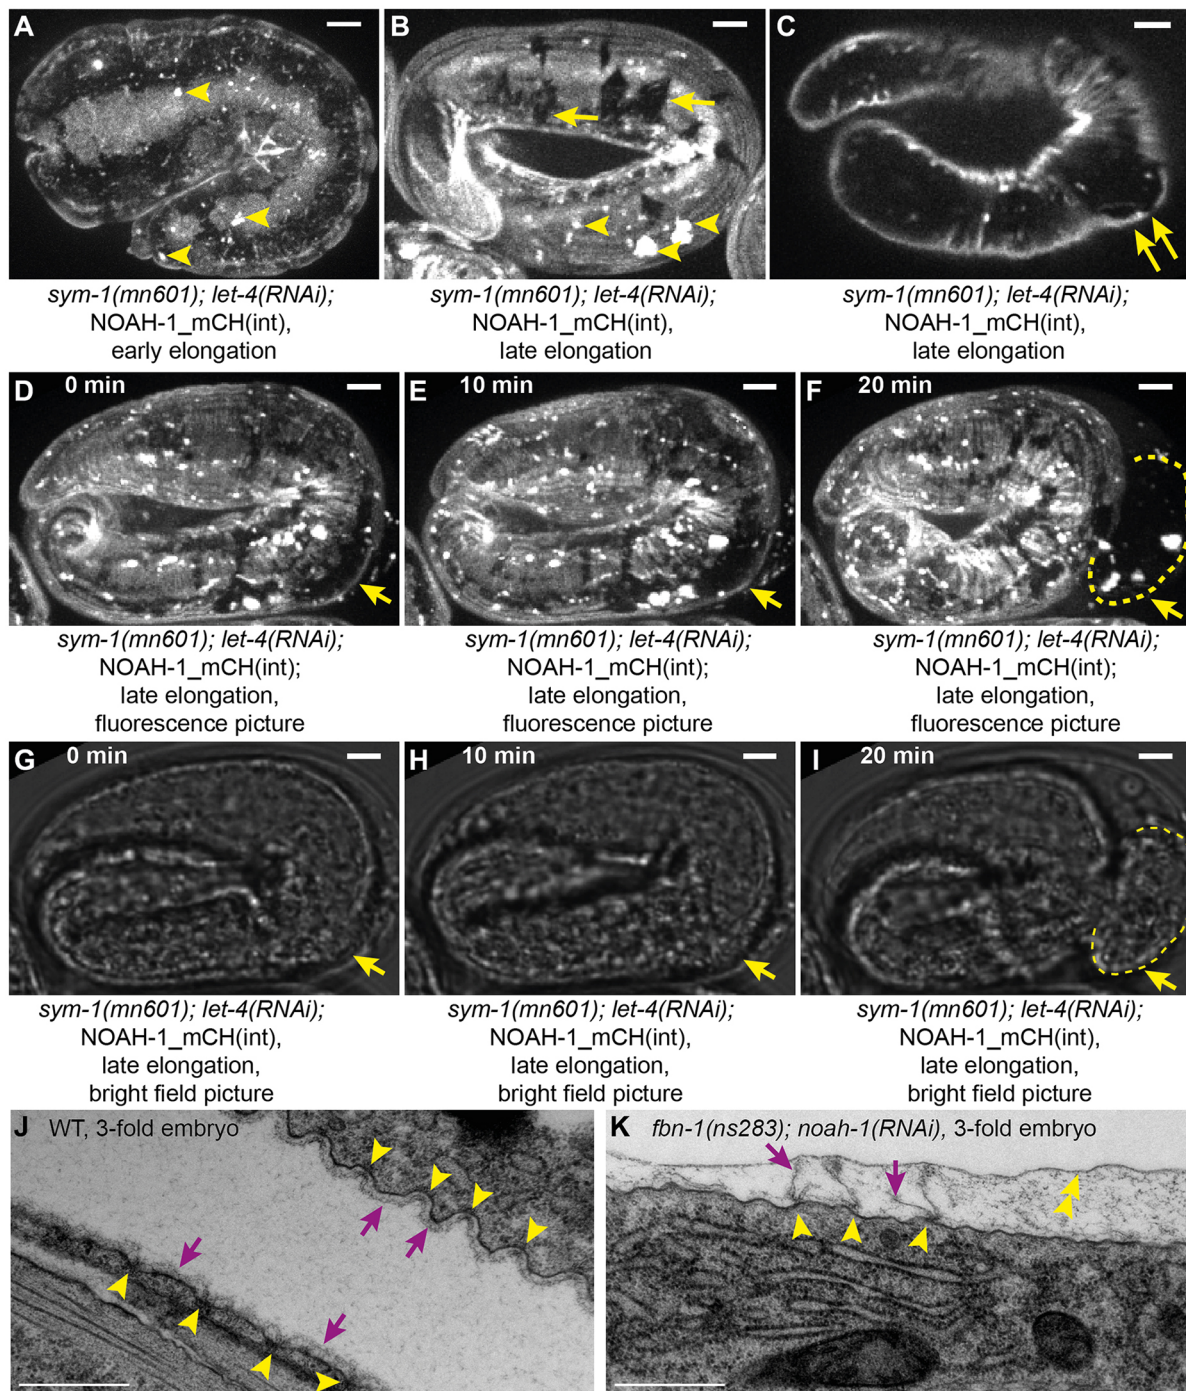 A
B
C
sym-1(mn601); let-4(RNAi);
NOAH-1_mCH(int),
early elongation
sym-1(mn601); let-4(RNAi);
NOAH-1_mCH(int),
late elongation
sym-1(mn601); let-4(RNAi);
NOAH-1_mCH(int),
late elongation
D 0 min
E 10 min
F 20 min
sym-1(mn601); let-4(RNAi);
NOAH-1_mCH(int);
late elongation,
fluorescence picture
sym-1(mn601); let-4(RNAi);
NOAH-1_mCH(int);
late elongation,
fluorescence picture
sym-1(mn601); let-4(RNAi);
NOAH-1_mCH(int);
late elongation,
fluorescence picture
G 0 min
H 10 min
I 20 min
sym-1(mn601); let-4(RNAi);
NOAH-1_mCH(int),
late elongation,
bright field picture
sym-1(mn601); let-4(RNAi);
NOAH-1_mCH(int),
late elongation,
bright field picture
sym-1(mn601); let-4(RNAi);
NOAH-1_mCH(int),
late elongation,
bright field picture
J WT, 3-fold embryo
K fbn-1(ns283); noah-1(RNAi), 3-fold embryo